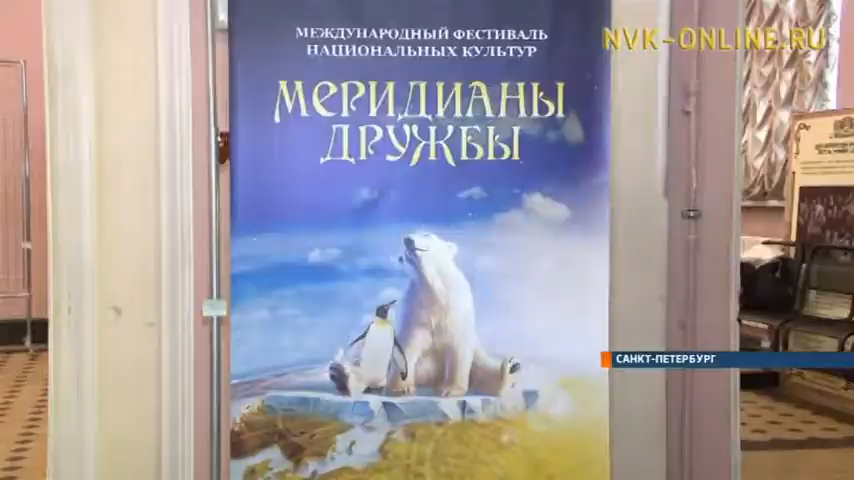 NVK-ONLINE.RU
МЕЖДУНАРОДНЫЙ ФЕСТИВАЛЬ
НАЦИОНАЛЬНЫХ КУЛЬТУР
МЕРИДИАНЫ
ДРУЖБЫ
САНКТ-ПЕТЕРБУРГ